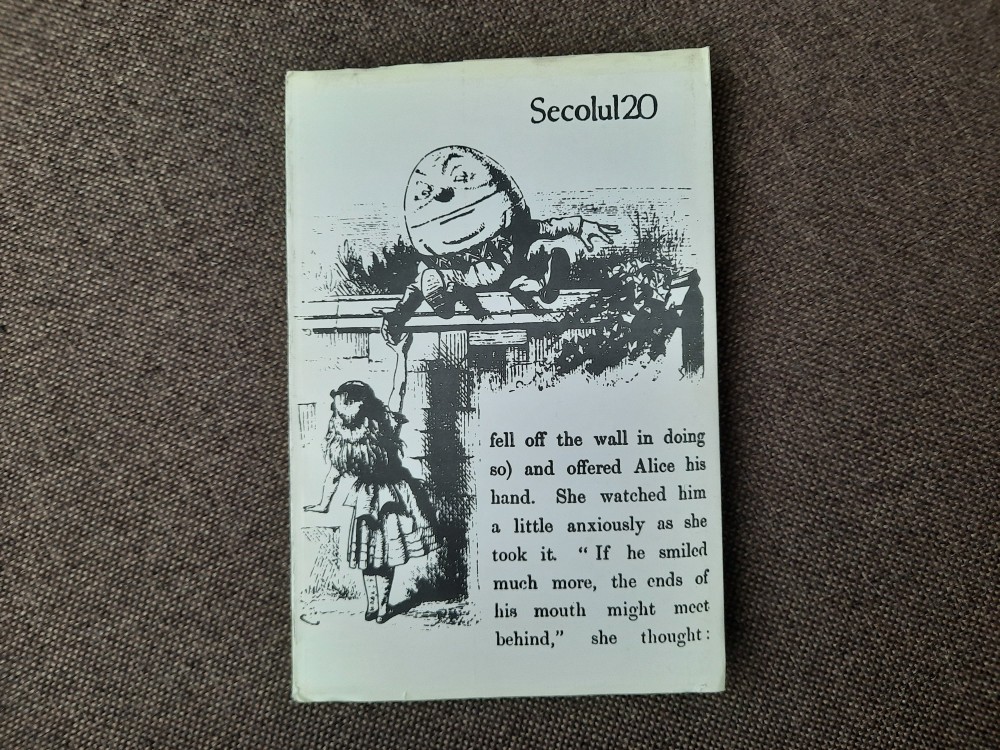 Secolul20
fell off the wall in doing
so) and offered Alice his
hand. She watched him
a little anxiously as she
took it. “ If he smiled
much more, the ends of
his mouth might meet
behind,” she thought :